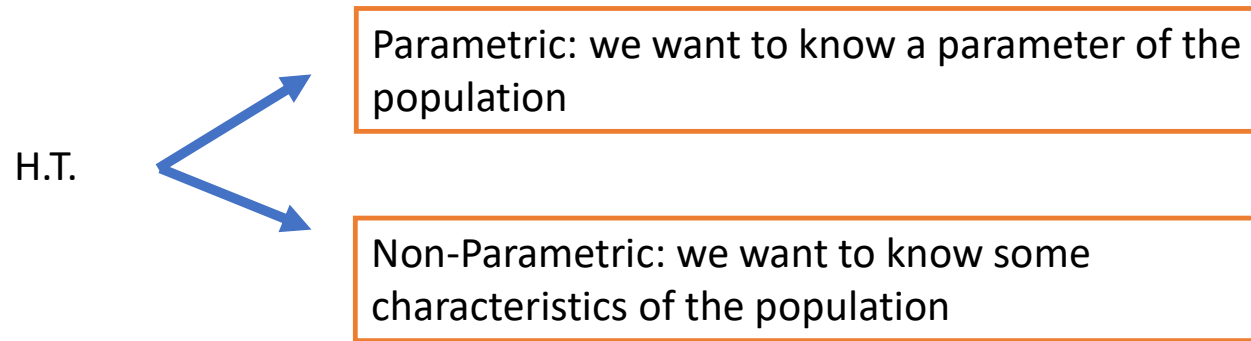 Parametric: we want to know a parameter of the
population
H.T.
Non-Parametric: we want to know some
characteristics of the population